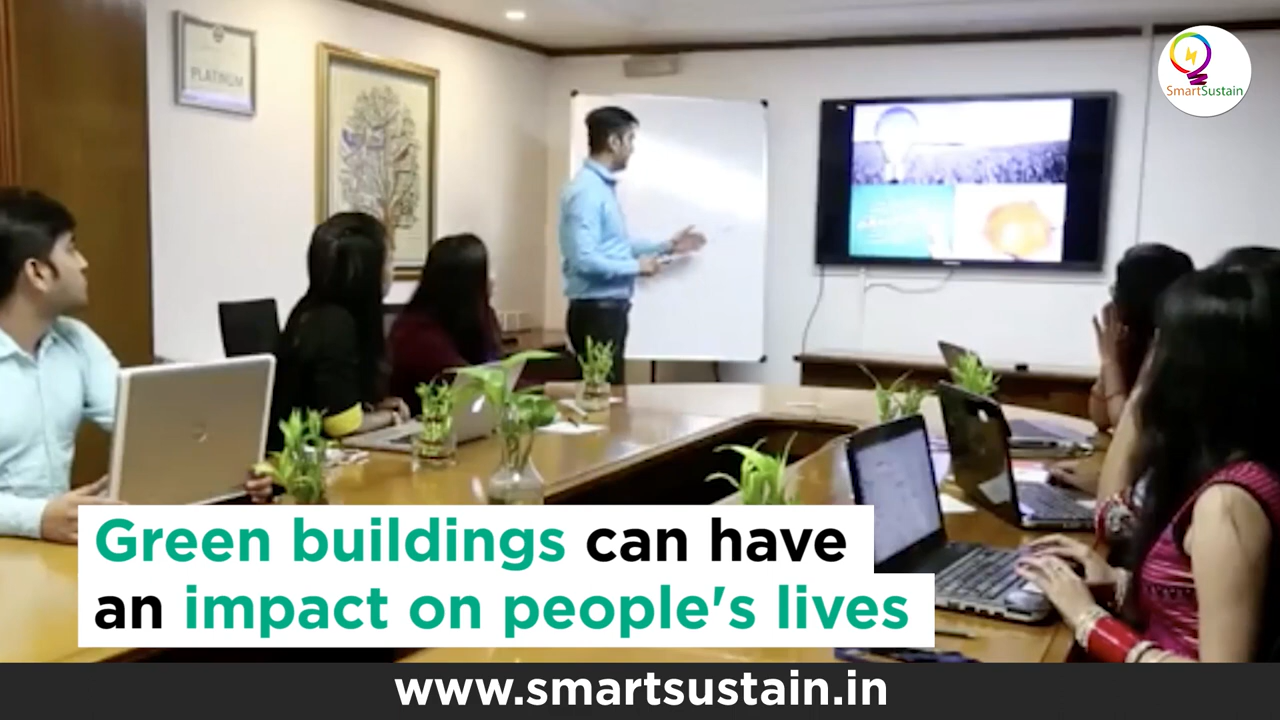 PLATINUM
SmartSustain
Green buildings can have
an impact on people's lives
www.smartsustain.in